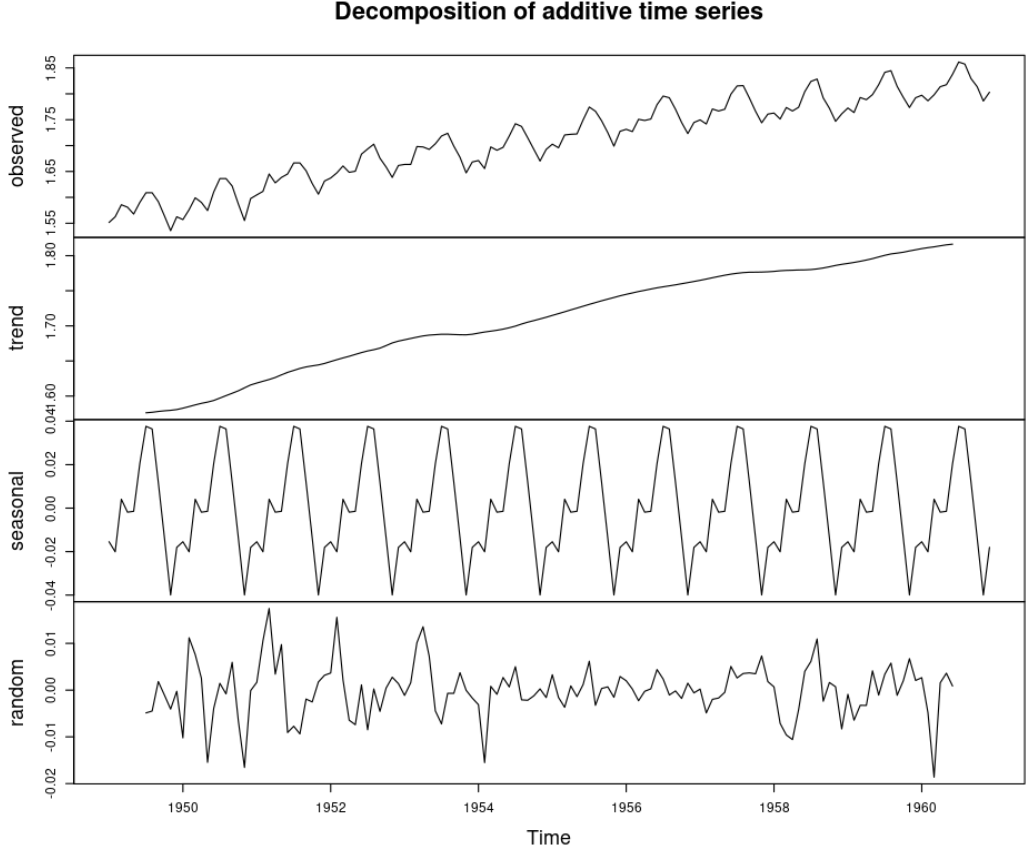 Decomposition of additive time series
observed
1.85
1.75
1.65
1.55
trend
1.80
1.70
1.60
seasonal
0.04
0.02
0.00
-0.02
-0.04
random
0.01
0.00
-0.01
-0.02
1950 1952 1954 1956 1958 1960
Time